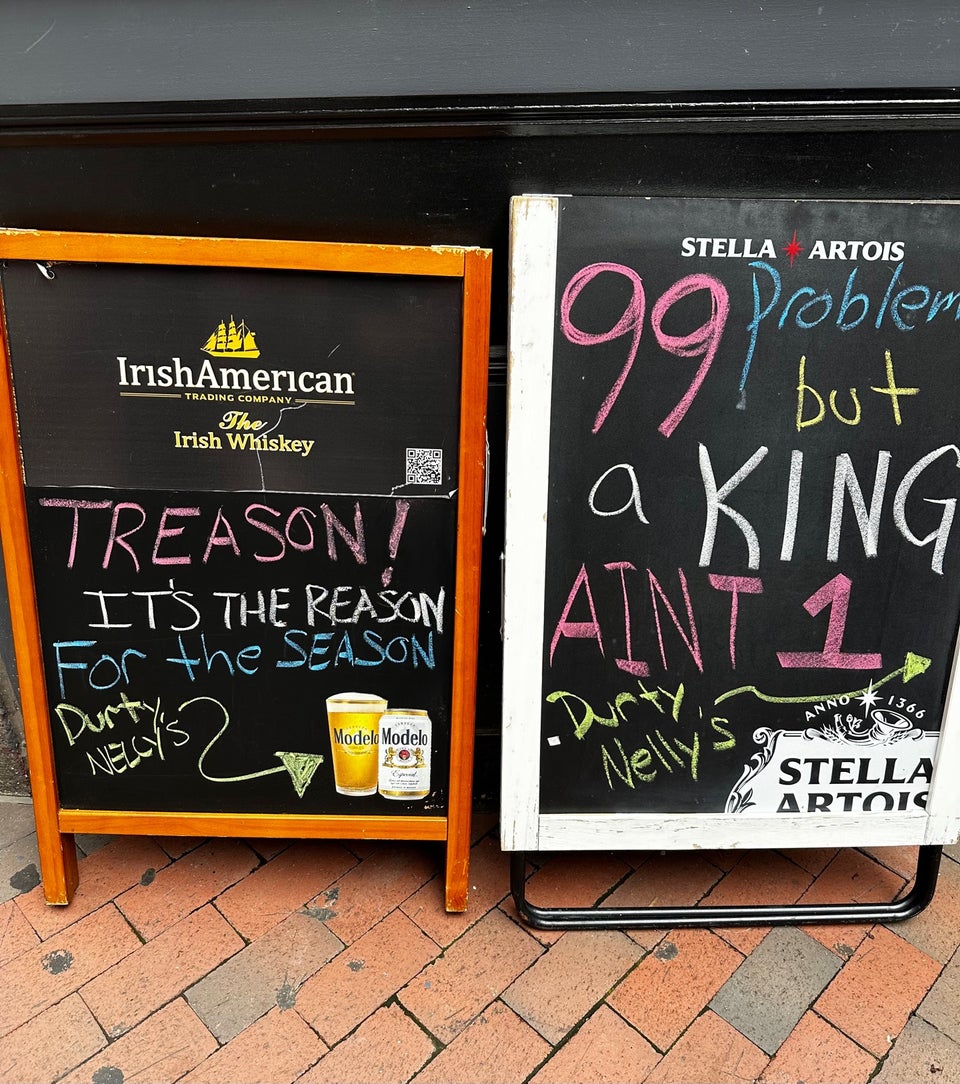 IrishAmerican
TRADING COMPANY
The
Irish Whiskey
TREASON!
IT'S THE REASON
For the SEASON
Durty
NELLY'S
Modelo
Modelo
Especial
STELLA ARTOIS
99 Problem
but
a KING
AINT 1
Durty
Nelly's
ANNO 1366
STELLA
ARTOIS